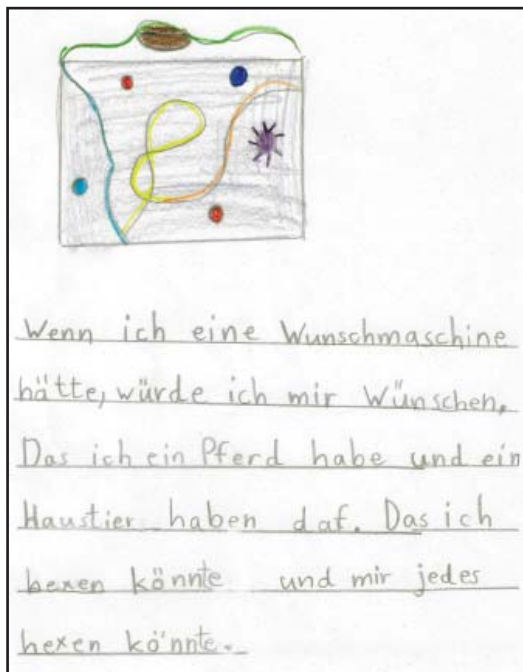 Wenn ich eine Wunschmaschine
hätte, würde ich mir Wünschen,
Das ich ein Pferd habe und ein
Haustier haben daf. Das ich
hexen könnte und mir jedes
hexen könnte.